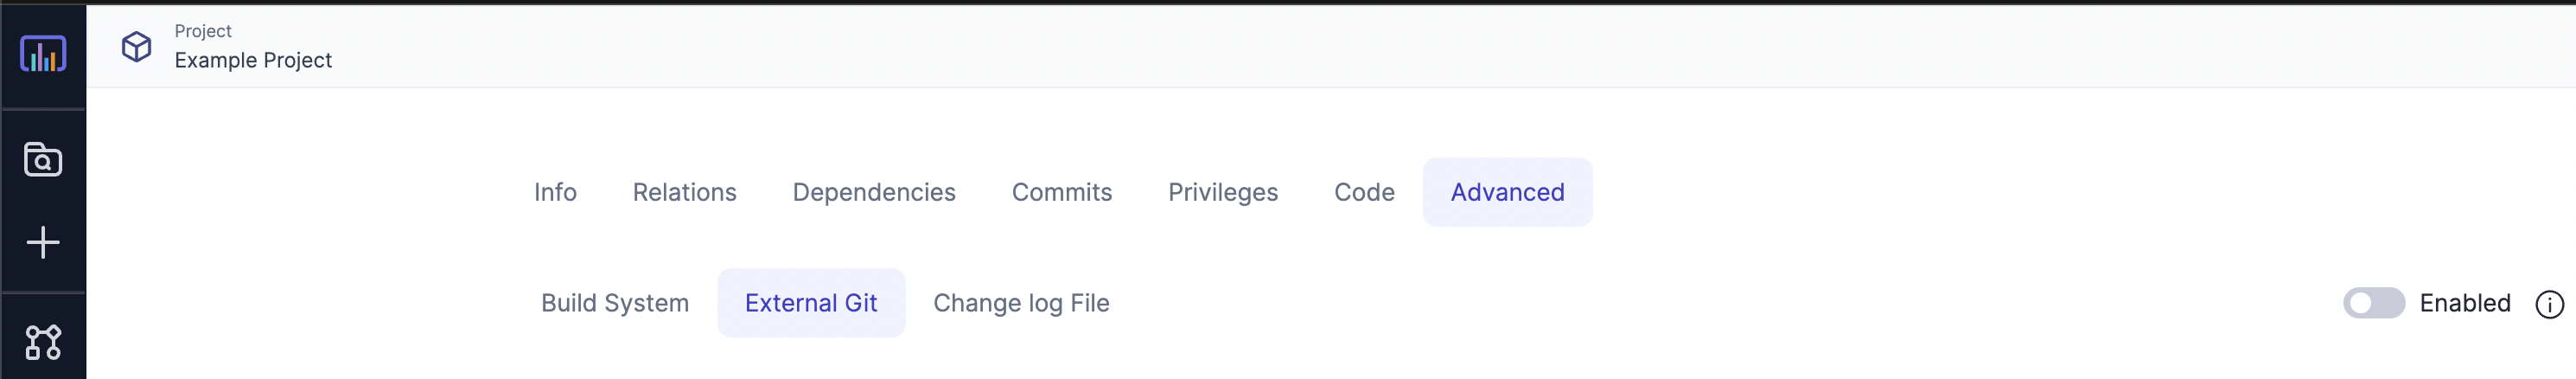 Project
Example Project
Info Relations Dependencies Commits Privileges Code Advanced
Build System External Git Change log File Enabled